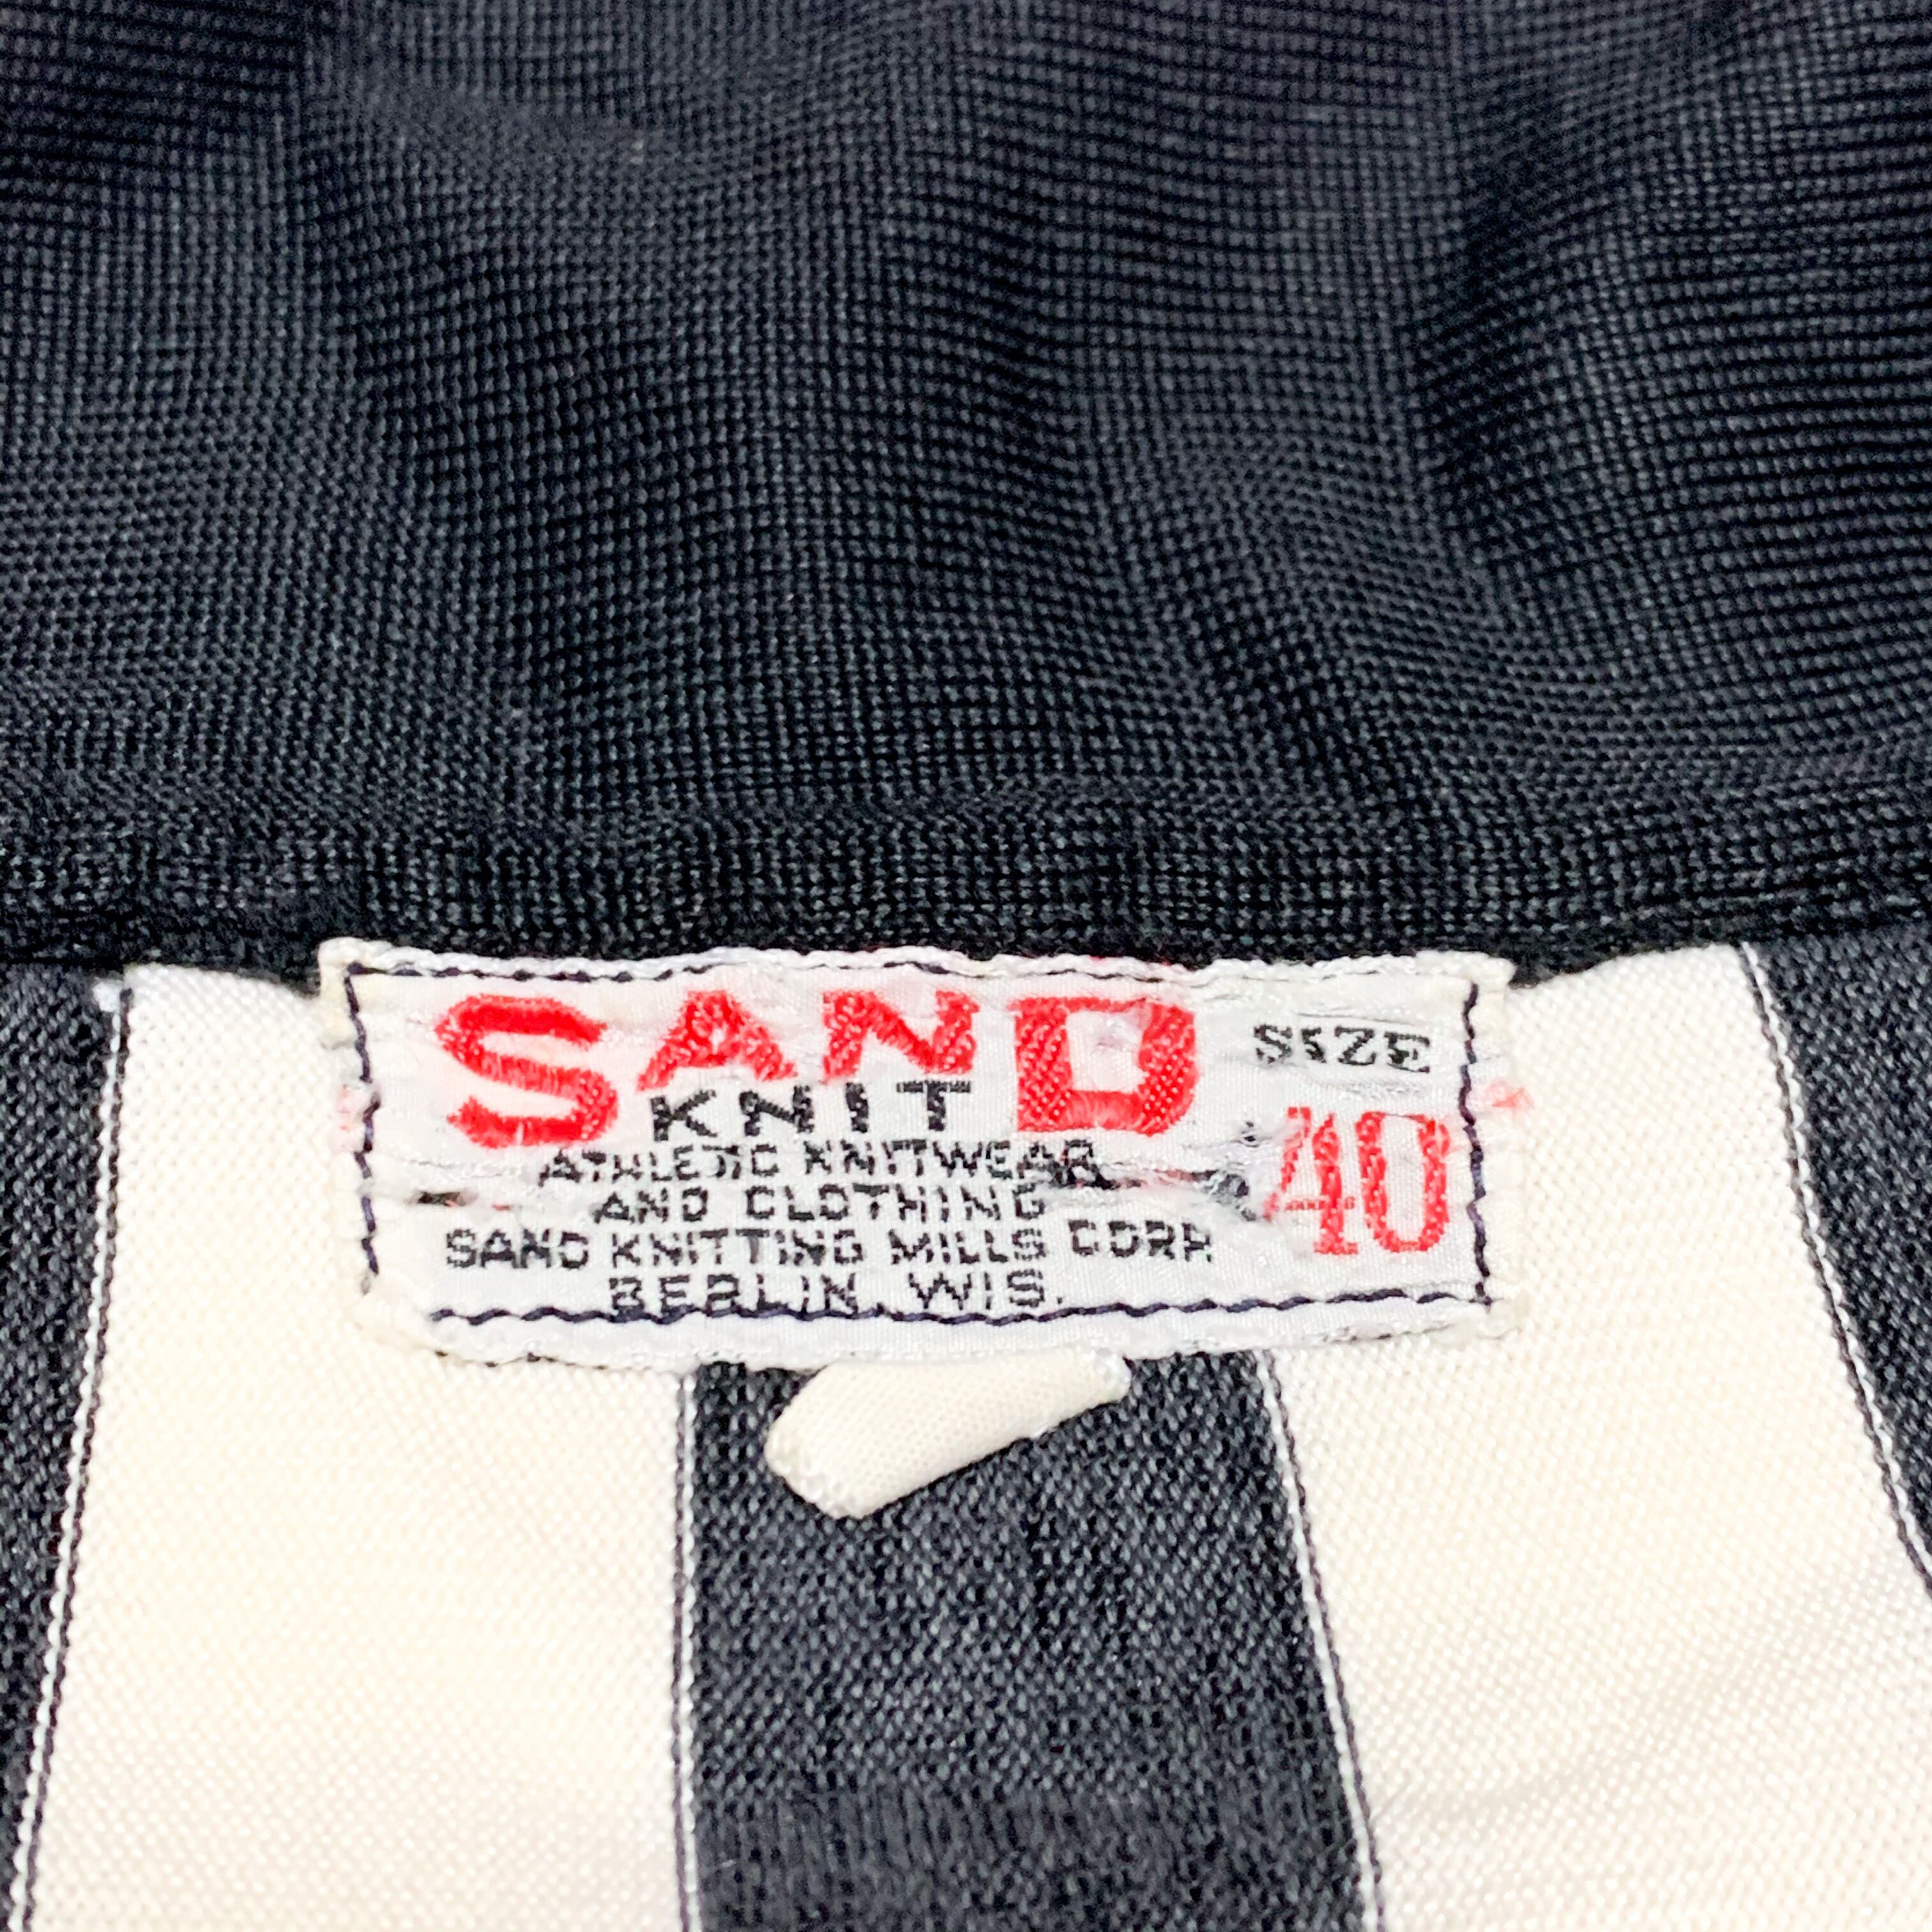 SAND SIZE
KNIT
40
ATHLETIC KNITWEAR
AND CLOTHING
SAND KNITTING MILLS CORP.
BERLIN, WIS.